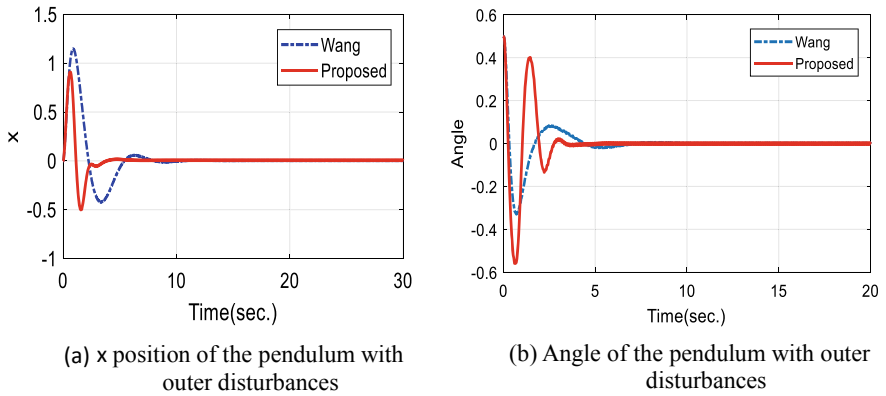 1.5
1
0.5
0
-0.5
-1
x
0
10
20
30
Time(sec.)
Wang
Proposed
(a) x position of the pendulum with
outer disturbances
0.6
0.4
0.2
0
-0.2
-0.4
-0.6
Angle
0
5
10
15
20
Time(sec.)
Wang
Proposed
(b) Angle of the pendulum with outer
disturbances